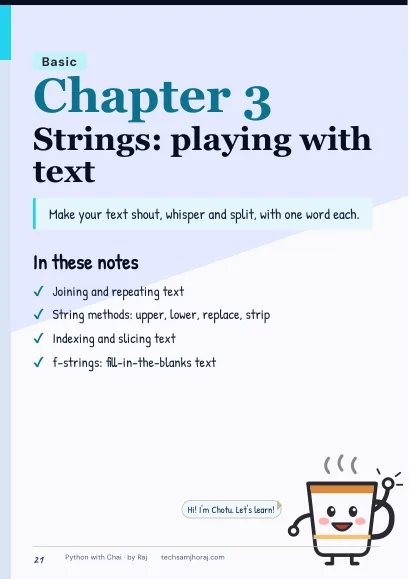 Basic
Chapter 3
Strings: playing with
text
Make your text shout, whisper and split, with one word each.
In these notes
✓ Joining and repeating text
✓ String methods: upper, lower, replace, strip
✓ Indexing and slicing text
✓ f-strings: fill-in-the-blanks text
Hi! I'm Chotu. Let's learn!
21 Python with Chai · by Raj techsamjhoraj.com